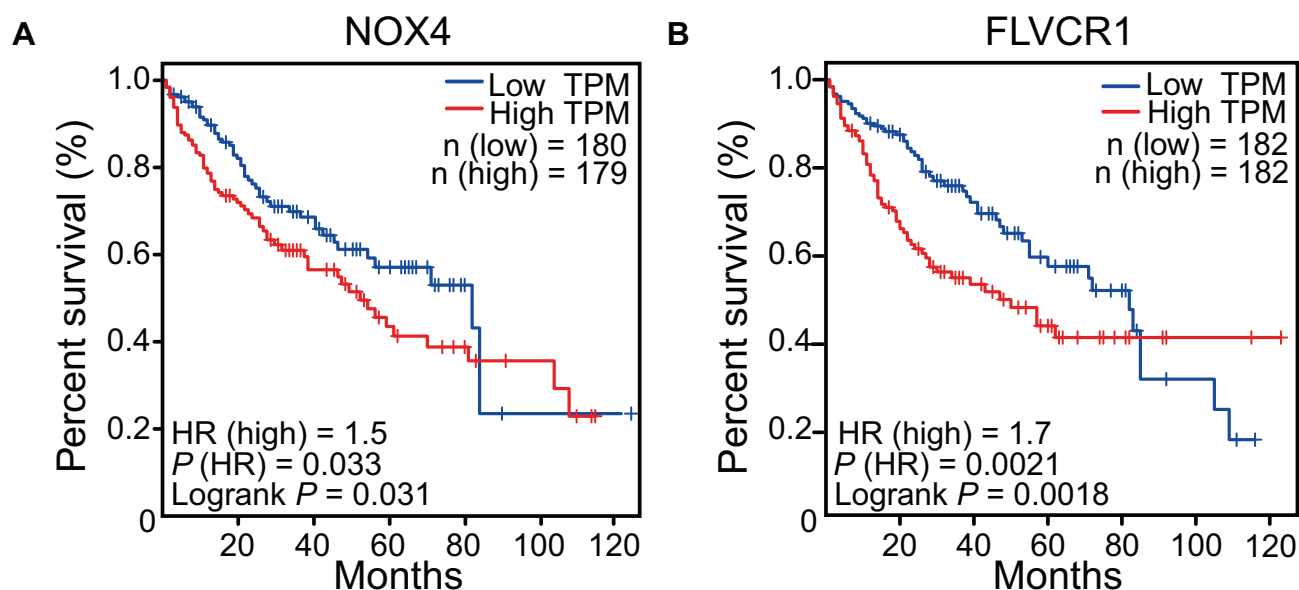 A
NOX4
Percent survival (%)
1.0
0.8
0.6
0.4
0.2
0
Low TPM
High TPM
n (low) = 180
n (high) = 179
HR (high) = 1.5
P (HR) = 0.033
Logrank P = 0.031
20 40 60 80 100 120
Months
B
FLVCR1
Percent survival (%)
1.0
0.8
0.6
0.4
0.2
0
Low TPM
High TPM
n (low) = 182
n (high) = 182
HR (high) = 1.7
P (HR) = 0.0021
Logrank P = 0.0018
20 40 60 80 100 120
Months